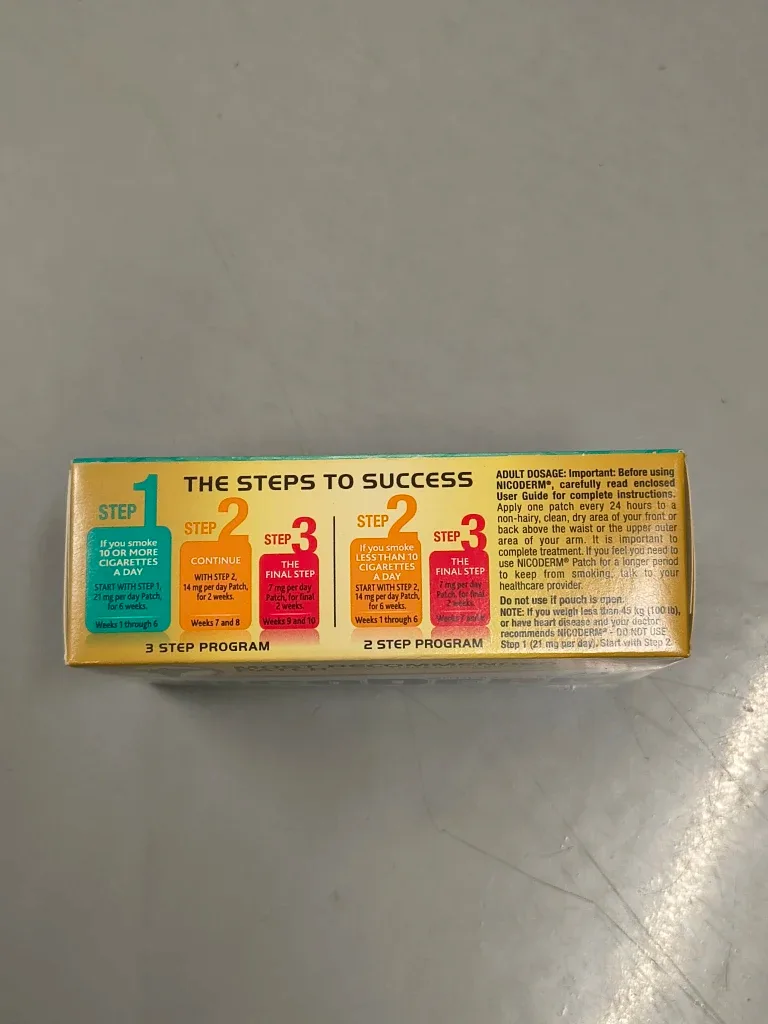 THE STEPS TO SUCCESS
STEP 1
If you smoke
10 OR MORE
CIGARETTES
A DAY
START WITH STEP 1,
21 mg per day Patch,
for 6 weeks.
Weeks 1 through 6
STEP 2
CONTINUE
WITH STEP 2,
14 mg per day Patch,
for 2 weeks.
Weeks 7 and 8
STEP 3
THE
FINAL STEP
7 mg per day
Patch, for final
2 weeks.
Weeks 9 and 10
3 STEP PROGRAM
STEP 2
If you smoke
LESS THAN 10
CIGARETTES
A DAY
START WITH STEP 2,
14 mg per day Patch,
for 6 weeks.
Weeks 1 through 6
STEP 3
THE
FINAL STEP
7 mg per day
Patch, for final
2 weeks.
Weeks 7 and 8
2 STEP PROGRAM
ADULT DOSAGE: Important: Before using
NICODERM®, carefully read enclosed
User Guide for complete instructions.
Apply one patch every 24 hours to a
non-hairy, clean, dry area of your front or
back above the waist or the upper outer
area of your arm. It is important to
complete treatment. If you feel you need to
use NICODERM® Patch for a longer period
to keep from smoking, talk to your
healthcare provider.
Do not use if pouch is open.
NOTE: If you weigh less than 45 kg (100 lb),
or have heart disease and your doctor
recommends NICODERM® - DO NOT USE
Step 1 (21 mg per day). Start with Step 2.